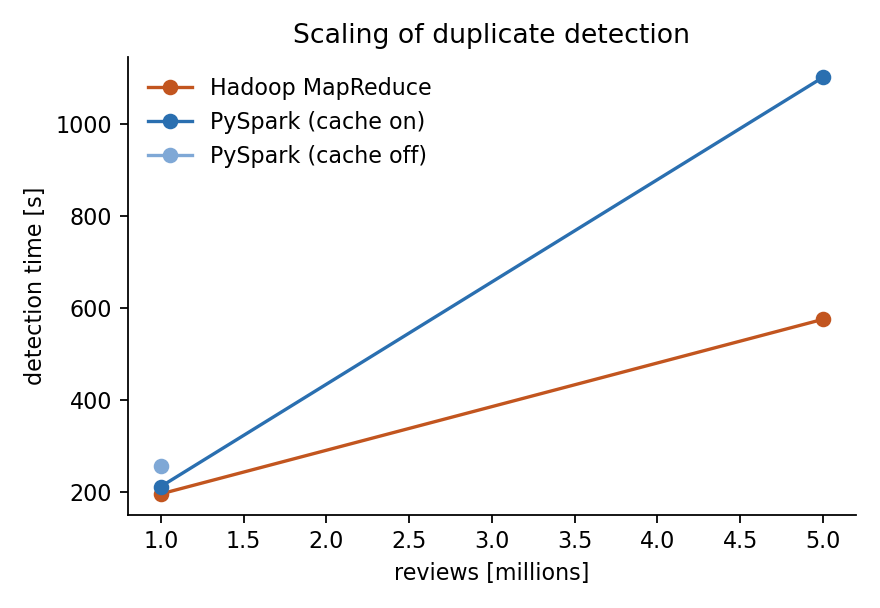 Scaling of duplicate detection
Hadoop MapReduce
PySpark (cache on)
PySpark (cache off)
detection time [s]
1000
800
600
400
200
1.0 1.5 2.0 2.5 3.0 3.5 4.0 4.5 5.0
reviews [millions]